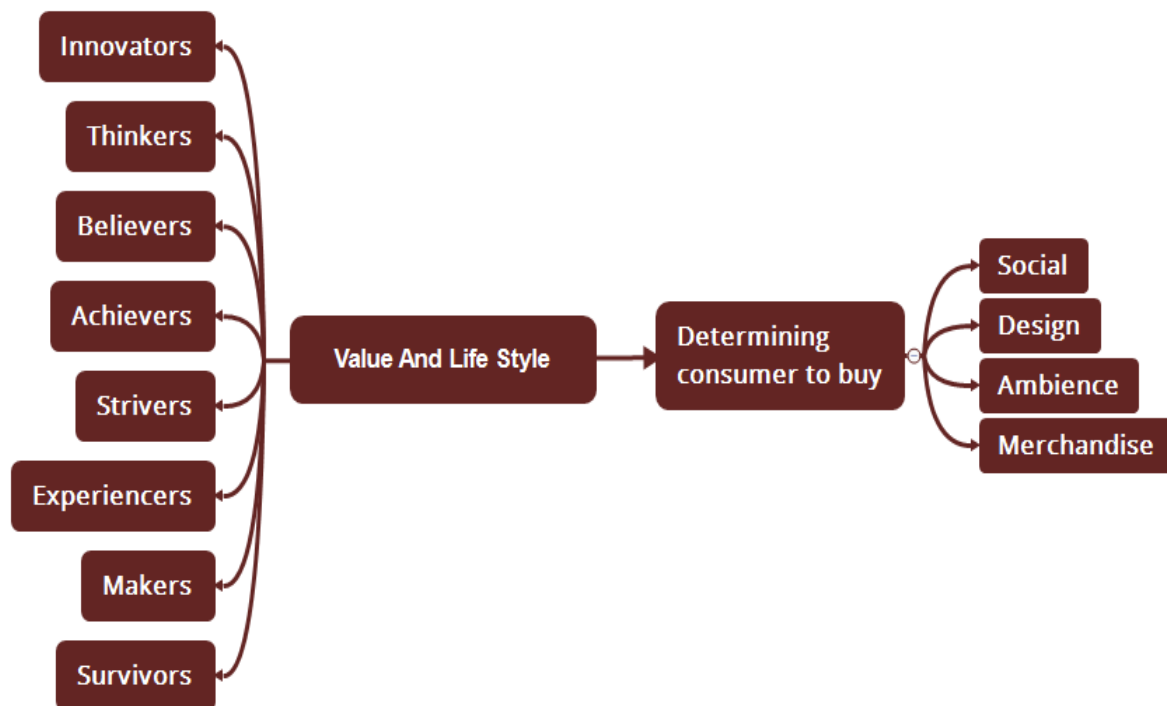 Innovators
Thinkers
Believers
Achievers
Strivers
Experiencers
Makers
Survivors
Value And Life Style
Determining
consumer to buy
Social
Design
Ambience
Merchandise